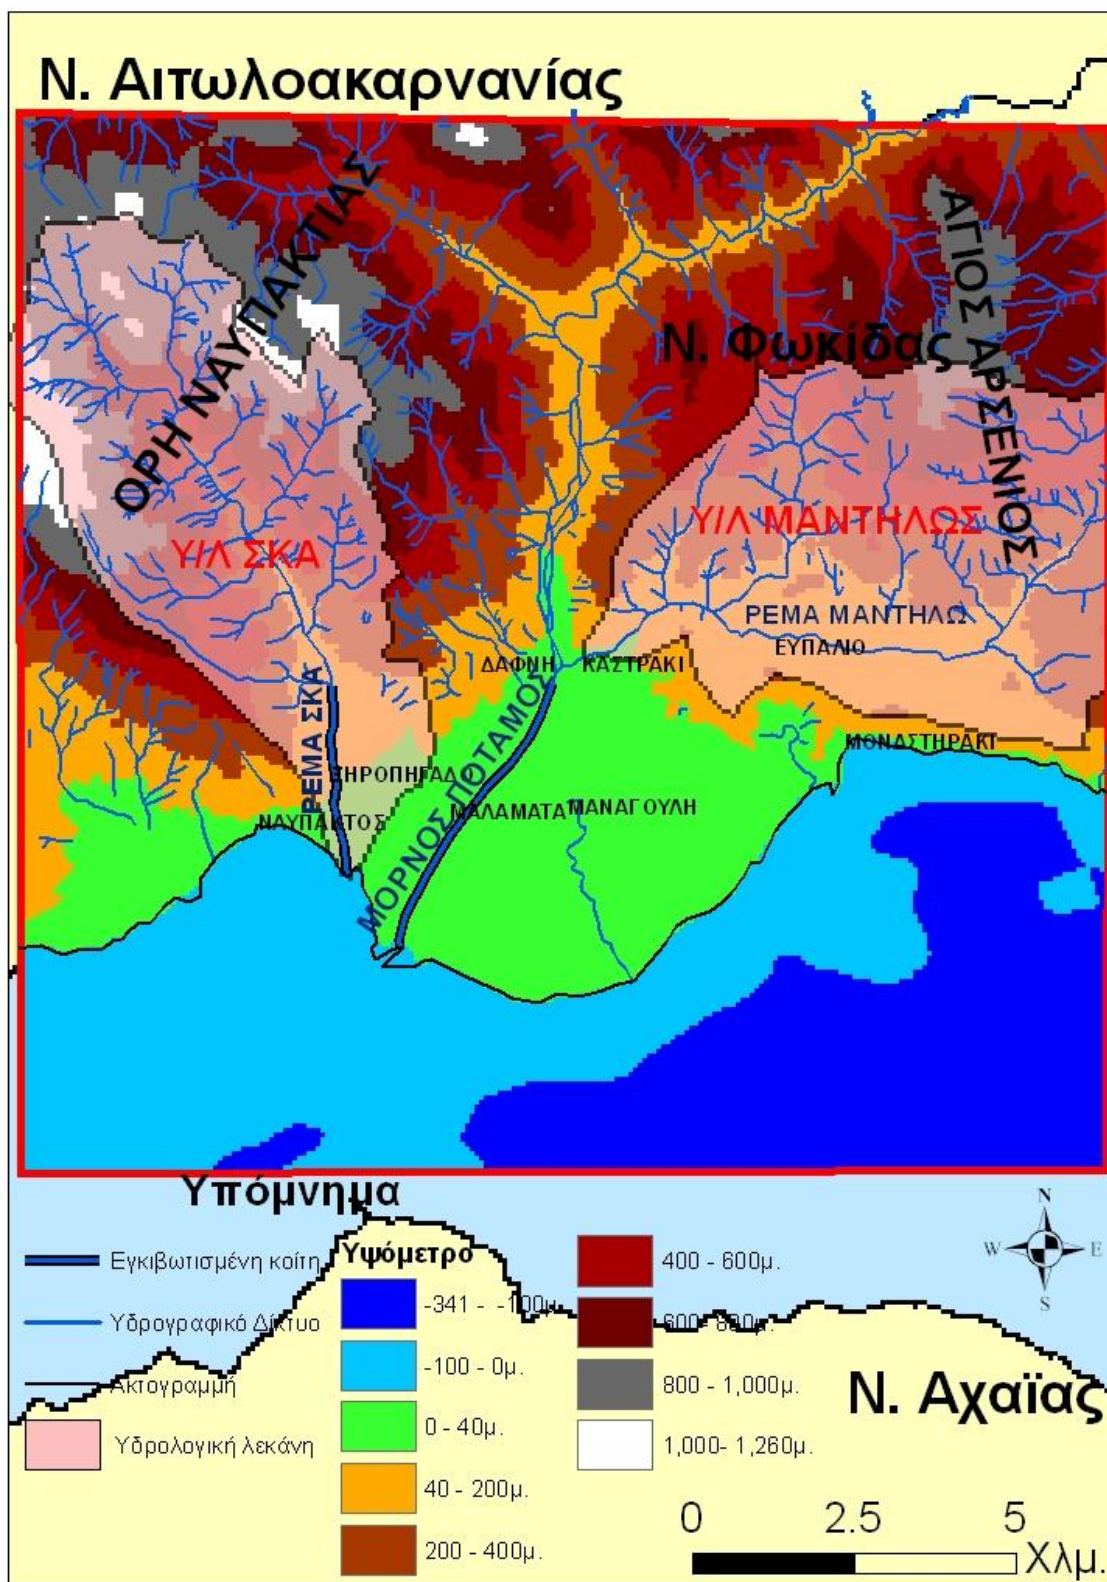 Ν. Αιτωλοακαρνανίας
ΟΡΗ ΝΑΥΠΑΚΤΙΑΣ
ΑΓΙΟΣ ΑΡΣΕΝΙΟΣ
Ν. Φωκίδας
Υ/Λ ΣΚΑ
Υ/Λ ΜΑΝΤΗΛΩΣ
ΡΕΜΑ ΜΑΝΤΗΛΩ
ΕΥΠΑΛΙΟ
ΔΑΦΝΗ
ΚΑΣΤΡΑΚΙ
ΡΕΜΑ ΣΚΑ
ΜΟΡΝΟΣ ΠΟΤΑΜΟΣ
ΜΟΝΑΣΤΗΡΑΚΙ
ΞΗΡΟΠΗΓΑΔΟ
ΝΑΥΠΑΚΤΟΣ
ΜΑΛΑΜΑΤΑ
ΜΑΝΑΓΟΥΛΗ
Υπόμνημα
Εγκιβωτισμένη κοίτη
Υδρογραφικό Δίκτυο
Ακτογραμμή
Υδρολογική λεκάνη
Υψόμετρο
-341 - -100μ.
-100 - 0μ.
0 - 40μ.
40 - 200μ.
200 - 400μ.
400 - 600μ.
600- 800μ.
800 - 1,000μ.
1,000- 1,260μ.
N
W E
S
Ν. Αχαϊας
0 2.5 5
Χλμ.